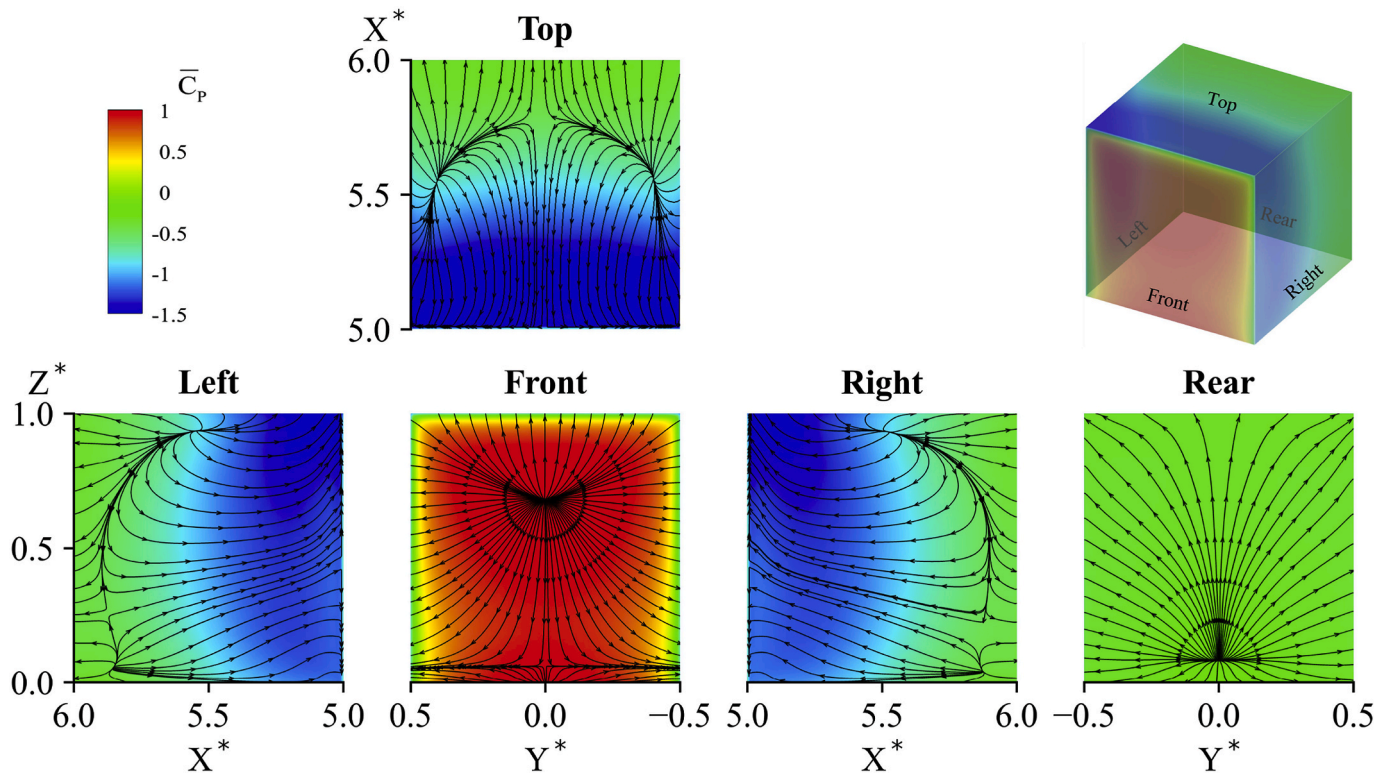 X* Top
6.0
5.5
5.0
C̅P
1
0.5
0
-0.5
-1
-1.5
Top
Left
Rear
Front
Right
Z* Left Front Right Rear
1.0
0.5
0.0
6.0 5.5 5.0 0.5 0.0 −0.5 5.0 5.5 6.0 −0.5 0.0 0.5
X* Y* X* Y*